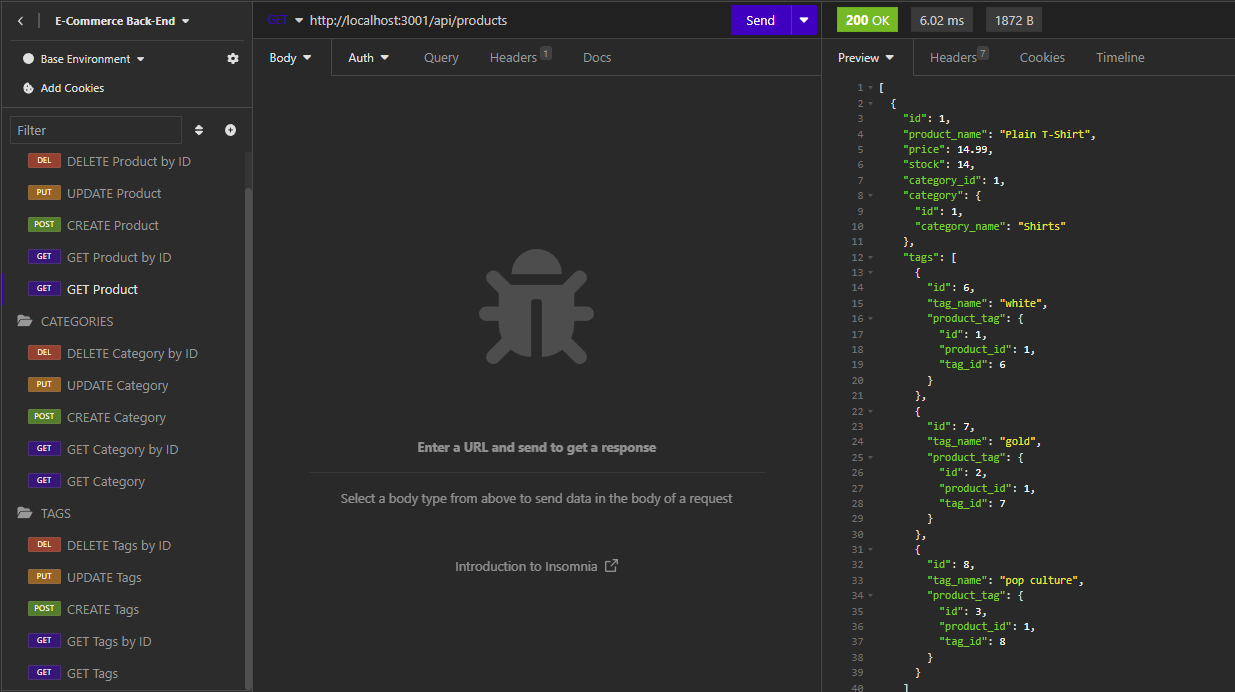 E-Commerce Back-End
Base Environment
Add Cookies
Filter
DEL DELETE Product by ID
PUT UPDATE Product
POST CREATE Product
GET GET Product by ID
GET GET Product
CATEGORIES
DEL DELETE Category by ID
PUT UPDATE Category
POST CREATE Category
GET GET Category by ID
GET GET Category
TAGS
DEL DELETE Tags by ID
PUT UPDATE Tags
POST CREATE Tags
GET GET Tags by ID
GET GET Tags
GET http://localhost:3001/api/products Send
Body Auth Query Headers 1 Docs
Enter a URL and send to get a response
Select a body type from above to send data in the body of a request
Introduction to Insomnia
200 OK 6.02 ms 1872 B
Preview Headers 7 Cookies Timeline
1 [
2 {
3 "id": 1,
4 "product_name": "Plain T-Shirt",
5 "price": 14.99,
6 "stock": 14,
7 "category_id": 1,
8 "category": {
9 "id": 1,
10 "category_name": "Shirts"
11 },
12 "tags": [
13 {
14 "id": 6,
15 "tag_name": "white",
16 "product_tag": {
17 "id": 1,
18 "product_id": 1,
19 "tag_id": 6
20 }
21 },
22 {
23 "id": 7,
24 "tag_name": "gold",
25 "product_tag": {
26 "id": 2,
27 "product_id": 1,
28 "tag_id": 7
29 }
30 },
31 {
32 "id": 8,
33 "tag_name": "pop culture",
34 "product_tag": {
35 "id": 3,
36 "product_id": 1,
37 "tag_id": 8
38 }
39 }
40 ]